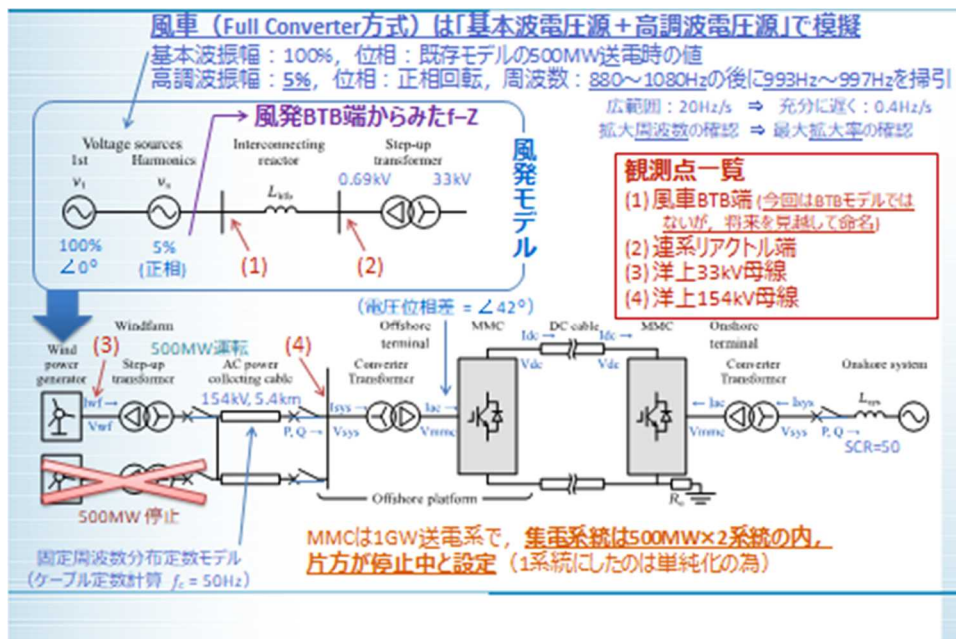 風車（Full Converter方式）は「基本波電圧源＋高調波電圧源」で模擬
基本波振幅：100%，位相：既存モデルの500MW送電時の値
高調波振幅：5%，位相：正相回転，周波数：880～1080Hzの後に993Hz～997Hzを掃引
広範囲：20Hz/s ⇒ 充分に遅く：0.4Hz/s
拡大周波数の確認 ⇒ 最大拡大率の確認
風発BTB端からみたf–Z
Voltage sources
1st
Harmonics
Interconnecting
reactor
Step-up
transformer
0.69kV
33kV
100%
∠0°
5%
(正相)
(1)
(2)
風発モデル
観測点一覧
(1) 風車BTB端 (今回はBTBモデルでは
ないが，将来を見越して命名)
(2) 連系リアクトル端
(3) 洋上33kV母線
(4) 洋上154kV母線
（電圧位相差 = ∠42°）
Wind
power
generator
(3)
Windfarm
Step-up
transformer
500MW運転
AC power
collecting cable
154kV, 5.4km
(4)
Offshore
terminal
Converter
Transformer
MMC
DC cable
MMC
Onshore
terminal
Converter
Transformer
Onshore system
Iwf
Vwf
P, Q
Isys
Vsys
Iac
Vmmc
Idc
Vdc
Idc
Vdc
Iac
Vmmc
Isys
Vsys
P, Q
Lsys
SCR=50
500MW 停止
Offshore platform
固定周波数分布定数モデル
（ケーブル定数計算 fc = 50Hz）
MMCは1GW送電系で，集電系統は500MW×2系統の内，
片方が停止中と設定（1系統にしたのは単純化の為）